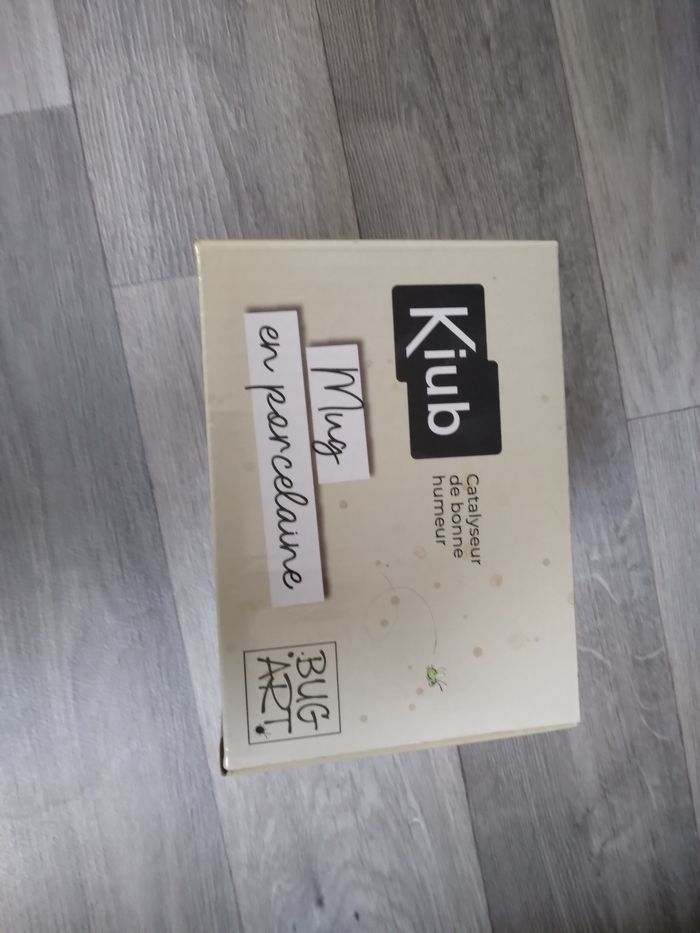 Kiub
Catalyseur
de bonne
humeur
Mug
en porcelaine
BUG
ART